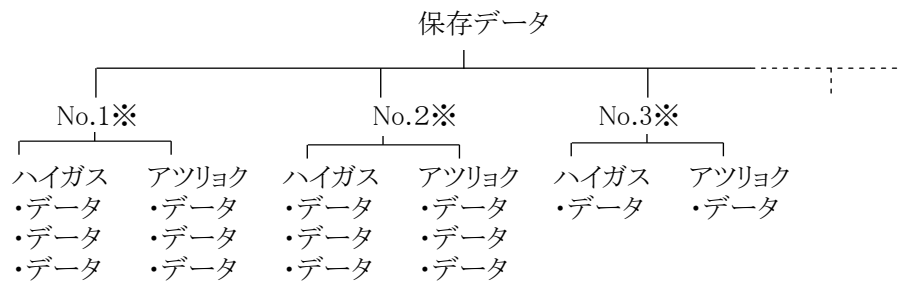 保存データ
No.1※ No.2※ No.3※
ハイガス アツリョク ハイガス アツリョク ハイガス アツリョク
・データ ・データ ・データ ・データ ・データ ・データ
・データ ・データ ・データ ・データ
・データ ・データ ・データ ・データ